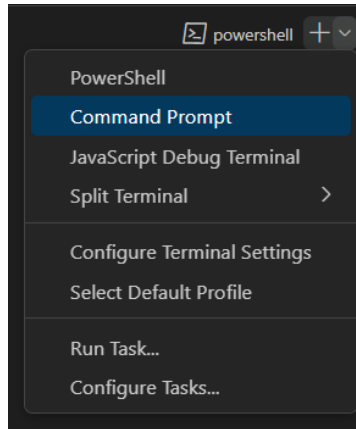 powershell
PowerShell
Command Prompt
JavaScript Debug Terminal
Split Terminal
Configure Terminal Settings
Select Default Profile
Run Task...
Configure Tasks...